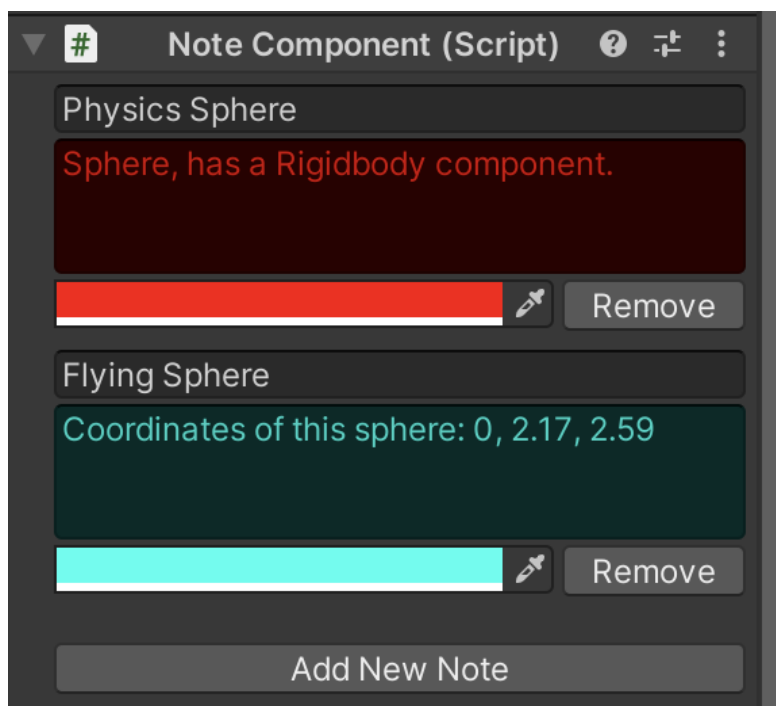 # Note Component (Script)
Physics Sphere
Sphere, has a Rigidbody component.
Remove
Flying Sphere
Coordinates of this sphere: 0, 2.17, 2.59
Remove
Add New Note